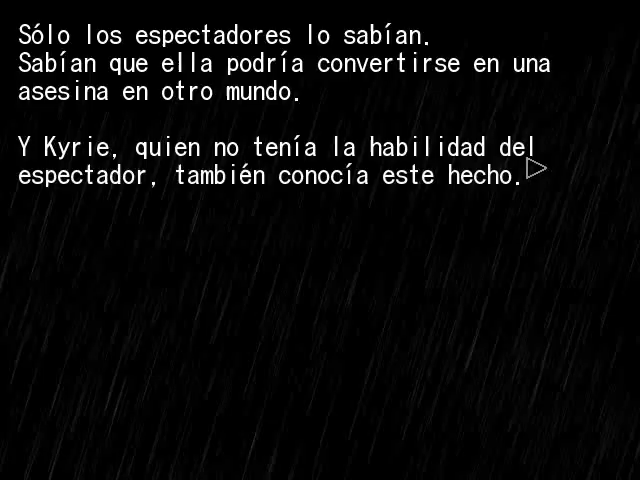 Sólo los espectadores lo sabían.
Sabían que ella podría convertirse en una
asesina en otro mundo.
Y Kyrie, quien no tenía la habilidad del
espectador, también conocía este hecho.